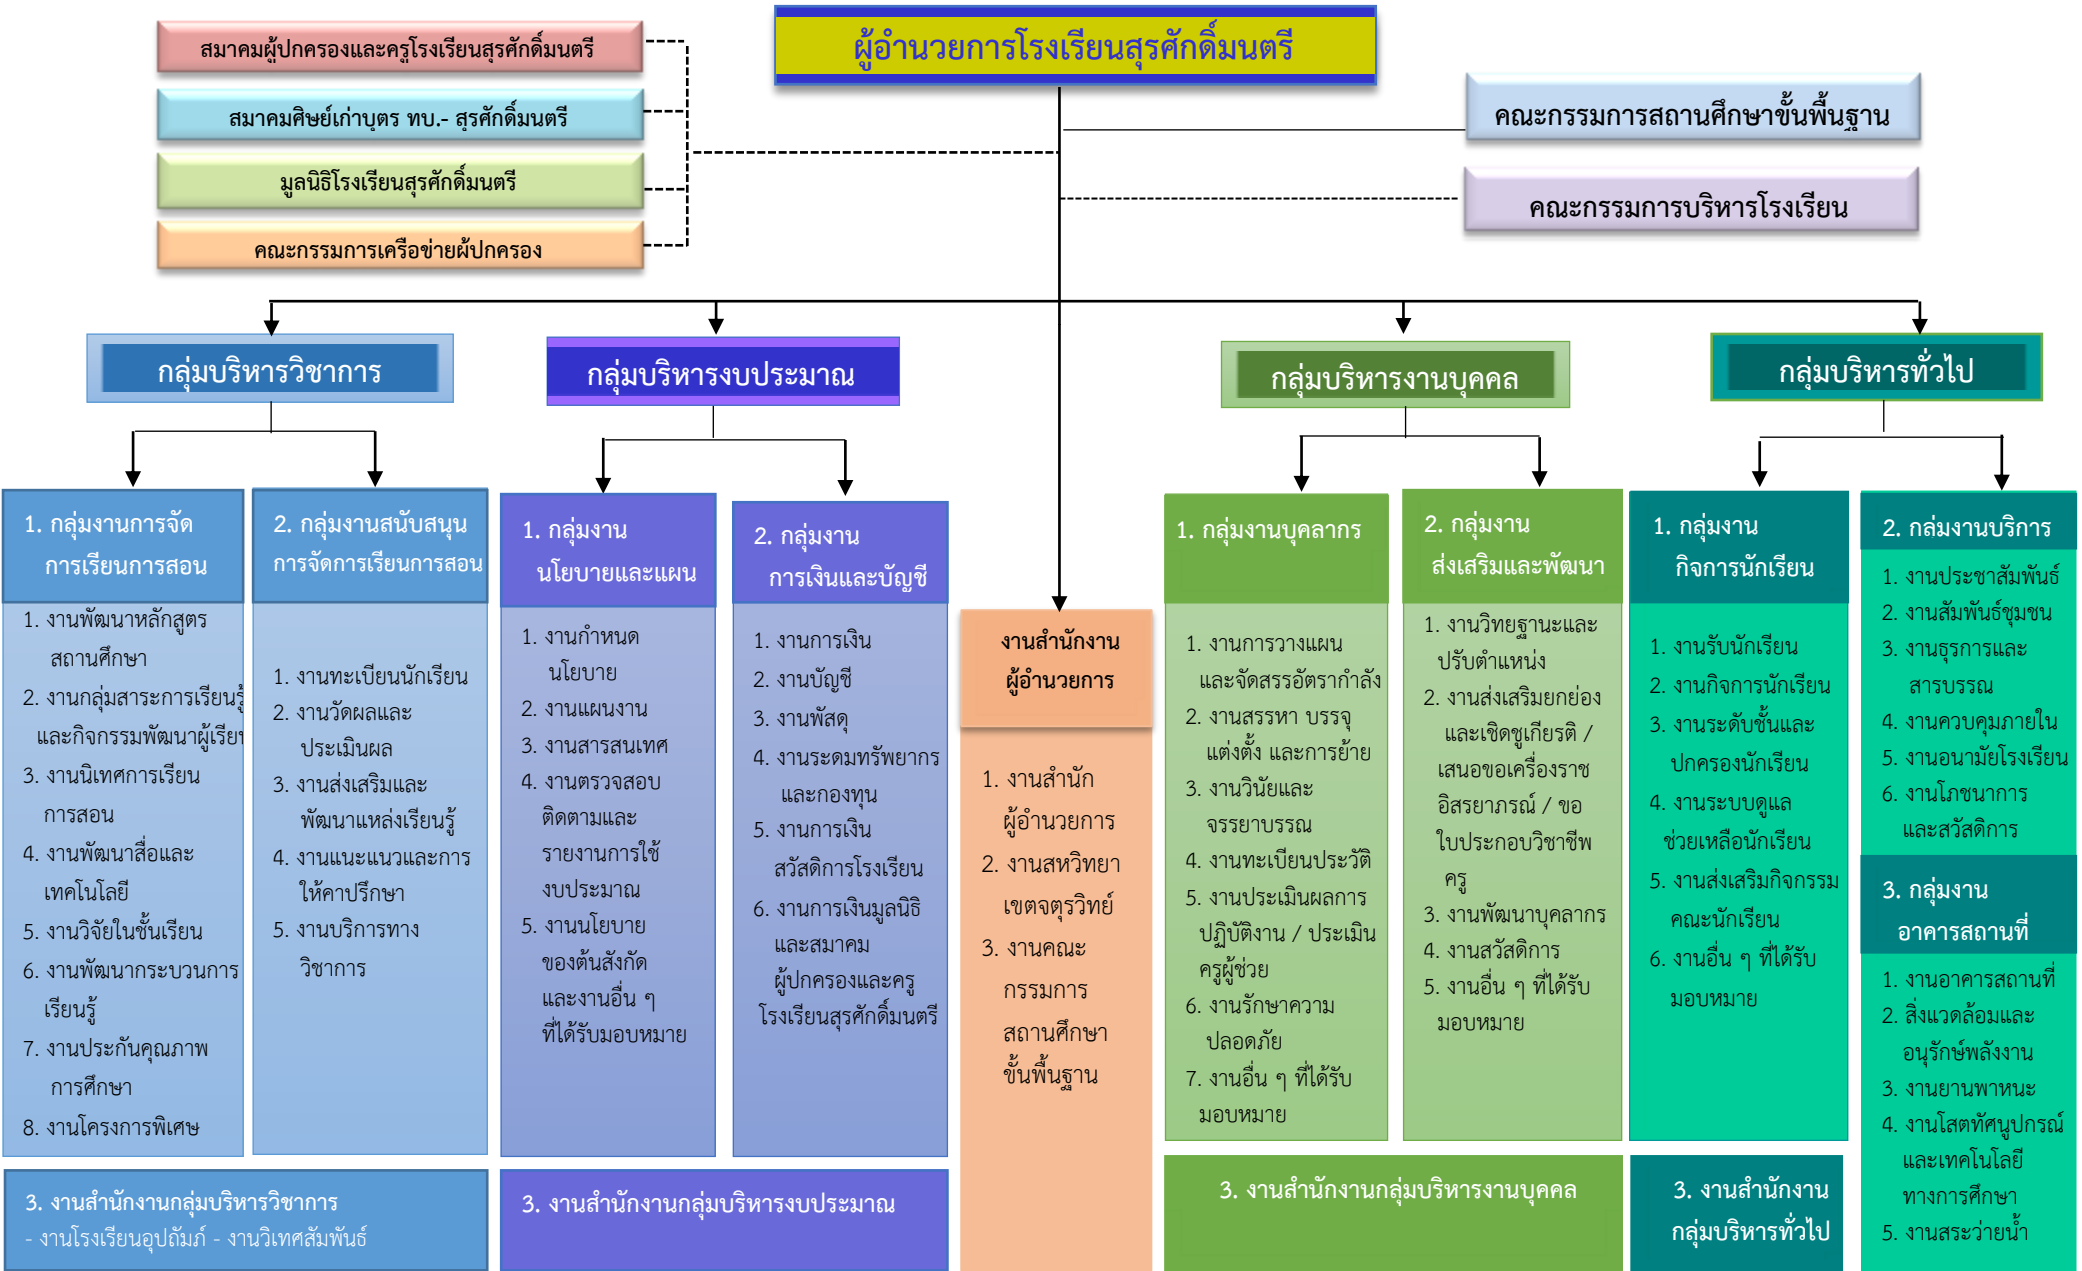 ผู้อำนวยการโรงเรียนสุรศักดิ์มนตรี
สมาคมผู้ปกครองและครูโรงเรียนสุรศักดิ์มนตรี
สมาคมศิษย์เก่าบุตร ทบ.- สุรศักดิ์มนตรี
มูลนิธิโรงเรียนสุรศักดิ์มนตรี
คณะกรรมการเครือข่ายผู้ปกครอง
คณะกรรมการสถานศึกษาขั้นพื้นฐาน
คณะกรรมการบริหารโรงเรียน
กลุ่มบริหารวิชาการ
กลุ่มบริหารงบประมาณ
กลุ่มบริหารงานบุคคล
กลุ่มบริหารทั่วไป
1. กลุ่มงานการจัด
การเรียนการสอน
1. งานพัฒนาหลักสูตร
สถานศึกษา
2. งานกลุ่มสาระการเรียนรู้
และกิจกรรมพัฒนาผู้เรียน
3. งานนิเทศการเรียน
การสอน
4. งานพัฒนาสื่อและ
เทคโนโลยี
5. งานวิจัยในชั้นเรียน
6. งานพัฒนากระบวนการ
เรียนรู้
7. งานประกันคุณภาพ
การศึกษา
8. งานโครงการพิเศษ
2. กลุ่มงานสนับสนุน
การจัดการเรียนการสอน
1. งานทะเบียนนักเรียน
2. งานวัดผลและ
ประเมินผล
3. งานส่งเสริมและ
พัฒนาแหล่งเรียนรู้
4. งานแนะแนวและการ
ให้คาปรึกษา
5. งานบริการทาง
วิชาการ
3. งานสำนักงานกลุ่มบริหารวิชาการ
- งานโรงเรียนอุปถัมภ์ - งานวิเทศสัมพันธ์
1. กลุ่มงาน
นโยบายและแผน
1. งานกำหนด
นโยบาย
2. งานแผนงาน
3. งานสารสนเทศ
4. งานตรวจสอบ
ติดตามและ
รายงานการใช้
งบประมาณ
5. งานนโยบาย
ของต้นสังกัด
และงานอื่น ๆ
ที่ได้รับมอบหมาย
2. กลุ่มงาน
การเงินและบัญชี
1. งานการเงิน
2. งานบัญชี
3. งานพัสดุ
4. งานระดมทรัพยากร
และกองทุน
5. งานการเงิน
สวัสดิการโรงเรียน
6. งานการเงินมูลนิธิ
และสมาคม
ผู้ปกครองและครู
โรงเรียนสุรศักดิ์มนตรี
3. งานสำนักงานกลุ่มบริหารงบประมาณ
งานสำนักงาน
ผู้อำนวยการ
1. งานสำนัก
ผู้อำนวยการ
2. งานสหวิทยา
เขตจตุรวิทย์
3. งานคณะ
กรรมการ
สถานศึกษา
ขั้นพื้นฐาน
1. กลุ่มงานบุคลากร
1. งานการวางแผน
และจัดสรรอัตรากำลัง
2. งานสรรหา บรรจุ
แต่งตั้ง และการย้าย
3. งานวินัยและ
จรรยาบรรณ
4. งานทะเบียนประวัติ
5. งานประเมินผลการ
ปฏิบัติงาน / ประเมิน
ครูผู้ช่วย
6. งานรักษาความ
ปลอดภัย
7. งานอื่น ๆ ที่ได้รับ
มอบหมาย
2. กลุ่มงาน
ส่งเสริมและพัฒนา
1. งานวิทยฐานะและ
ปรับตำแหน่ง
2. งานส่งเสริมยกย่อง
และเชิดชูเกียรติ /
เสนอขอเครื่องราช
อิสรยาภรณ์ / ขอ
ใบประกอบวิชาชีพ
ครู
3. งานพัฒนาบุคลากร
4. งานสวัสดิการ
5. งานอื่น ๆ ที่ได้รับ
มอบหมาย
3. งานสำนักงานกลุ่มบริหารงานบุคคล
1. กลุ่มงาน
กิจการนักเรียน
1. งานรับนักเรียน
2. งานกิจการนักเรียน
3. งานระดับชั้นและ
ปกครองนักเรียน
4. งานระบบดูแล
ช่วยเหลือนักเรียน
5. งานส่งเสริมกิจกรรม
คณะนักเรียน
6. งานอื่น ๆ ที่ได้รับ
มอบหมาย
3. งานสำนักงาน
กลุ่มบริหารทั่วไป
2. กลุ่มงานบริการ
1. งานประชาสัมพันธ์
2. งานสัมพันธ์ชุมชน
3. งานธุรการและ
สารบรรณ
4. งานควบคุมภายใน
5. งานอนามัยโรงเรียน
6. งานโภชนาการ
และสวัสดิการ
3. กลุ่มงาน
อาคารสถานที่
1. งานอาคารสถานที่
2. สิ่งแวดล้อมและ
อนุรักษ์พลังงาน
3. งานยานพาหนะ
4. งานโสตทัศนูปกรณ์
และเทคโนโลยี
ทางการศึกษา
5. งานสระว่ายน้ำ